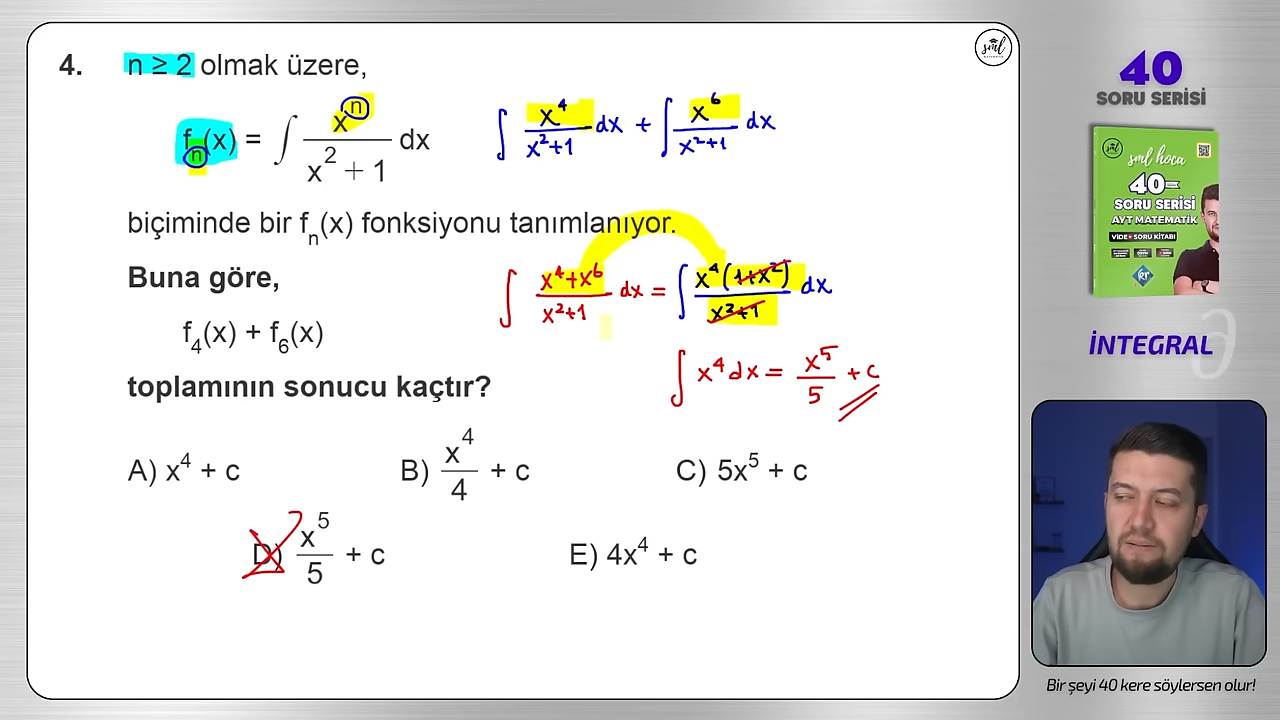 4. n ≥ 2 olmak üzere,
fₙ(x) = ∫ xⁿ / (x² + 1) dx
∫ x⁴ / (x²+1) dx + ∫ x⁶ / (x²+1) dx
biçiminde bir fₙ(x) fonksiyonu tanımlanıyor.
∫ (x⁴+x⁶) / (x²+1) dx = ∫ x⁴(1+x²) / (x²+1) dx
Buna göre,
f₄(x) + f₆(x)
∫ x⁴ dx = x⁵ / 5 + c
toplamının sonucu kaçtır?
A) x⁴ + c
B) x⁴ / 4 + c
C) 5x⁵ + c
D) x⁵ / 5 + c
E) 4x⁴ + c
sml
40
SORU SERİSİ
sml hoca
40
SORU SERİSİ
AYT MATEMATİK
VİDEO SORU KİTABI
İNTEGRAL
Bir şeyi 40 kere söylersen olur!